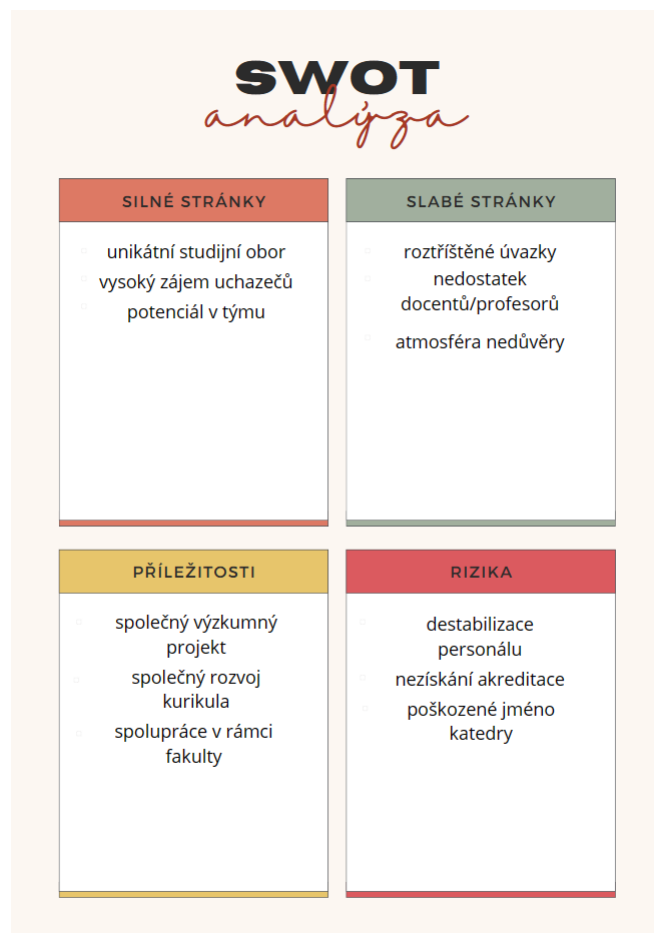 SWOT
analýza
SILNÉ STRÁNKY
unikátní studijní obor
vysoký zájem uchazečů
potenciál v týmu
SLABÉ STRÁNKY
roztříštěné úvazky
nedostatek
docentů/profesorů
atmosféra nedůvěry
PŘÍLEŽITOSTI
společný výzkumný
projekt
společný rozvoj
kurikula
spolupráce v rámci
fakulty
RIZIKA
destabilizace
personálu
nezískání akreditace
poškozené jméno
katedry